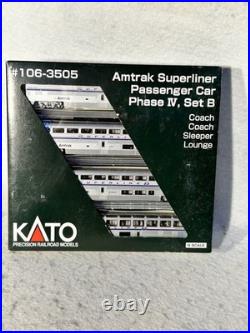 #106-3505
Amtrak Superliner
Passenger Car
Phase IV, Set B
Coach
Coach
Sleeper
Lounge
KATO
PRECISION RAILROAD MODELS
N SCALE